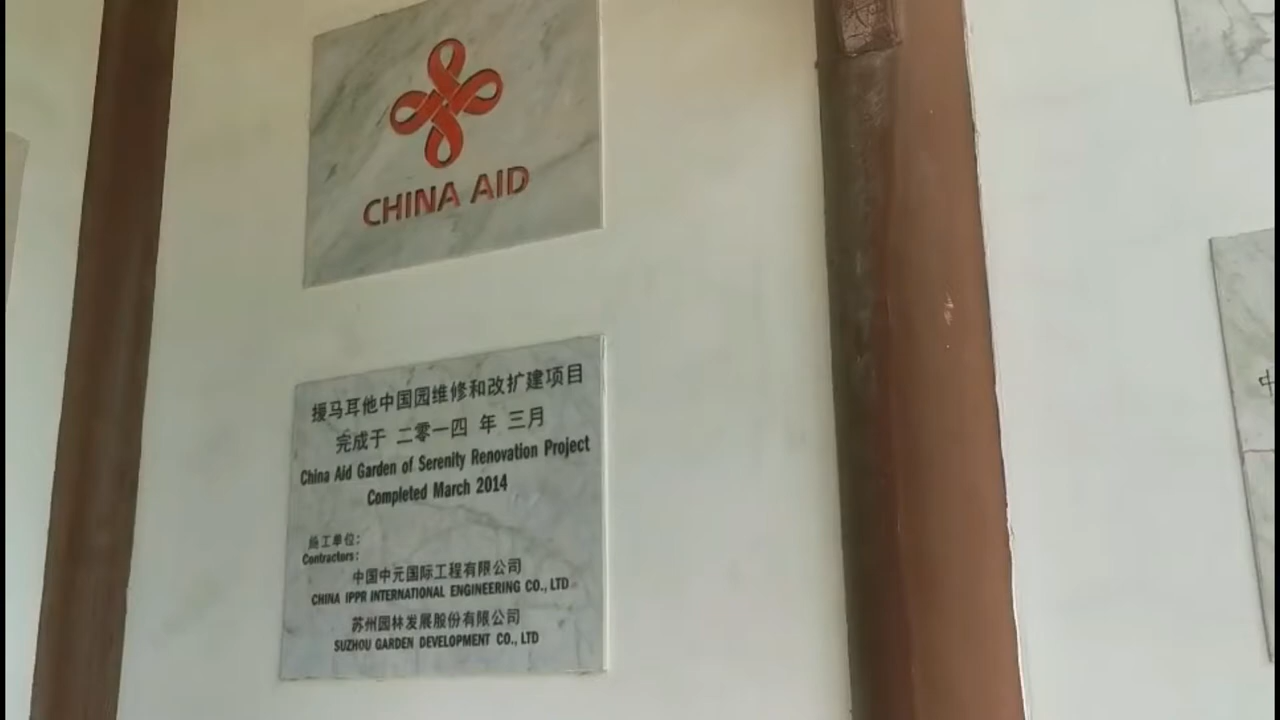 CHINA AID
援马耳他中国园维修和改扩建项目
完成于 二零一四 年 三月
China Aid Garden of Serenity Renovation Project
Completed March 2014
施工单位:
Contractors:
中国中元国际工程有限公司
CHINA IPPR INTERNATIONAL ENGINEERING CO., LTD
苏州园林发展股份有限公司
SUZHOU GARDEN DEVELOPMENT CO., LTD
中